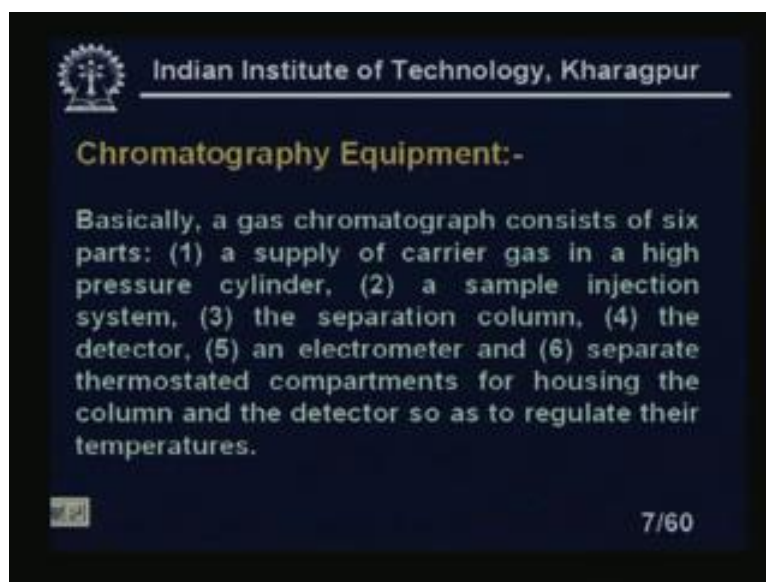 Indian Institute of Technology, Kharagpur
Chromatography Equipment:-
Basically, a gas chromatograph consists of six
parts: (1) a supply of carrier gas in a high
pressure cylinder, (2) a sample injection
system, (3) the separation column, (4) the
detector, (5) an electrometer and (6) separate
thermostated compartments for housing the
column and the detector so as to regulate their
temperatures.
7/60